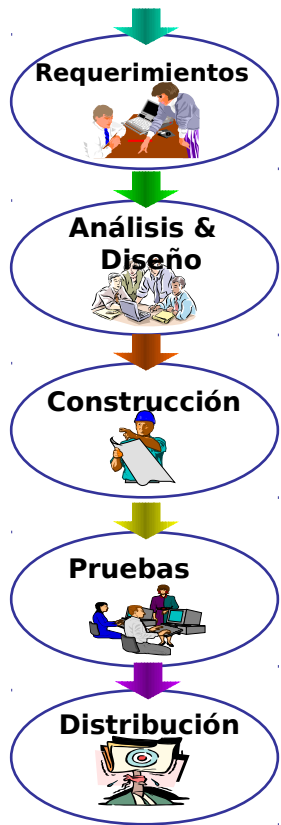 Requerimientos
Análisis &
Diseño
Construcción
Pruebas
Distribución